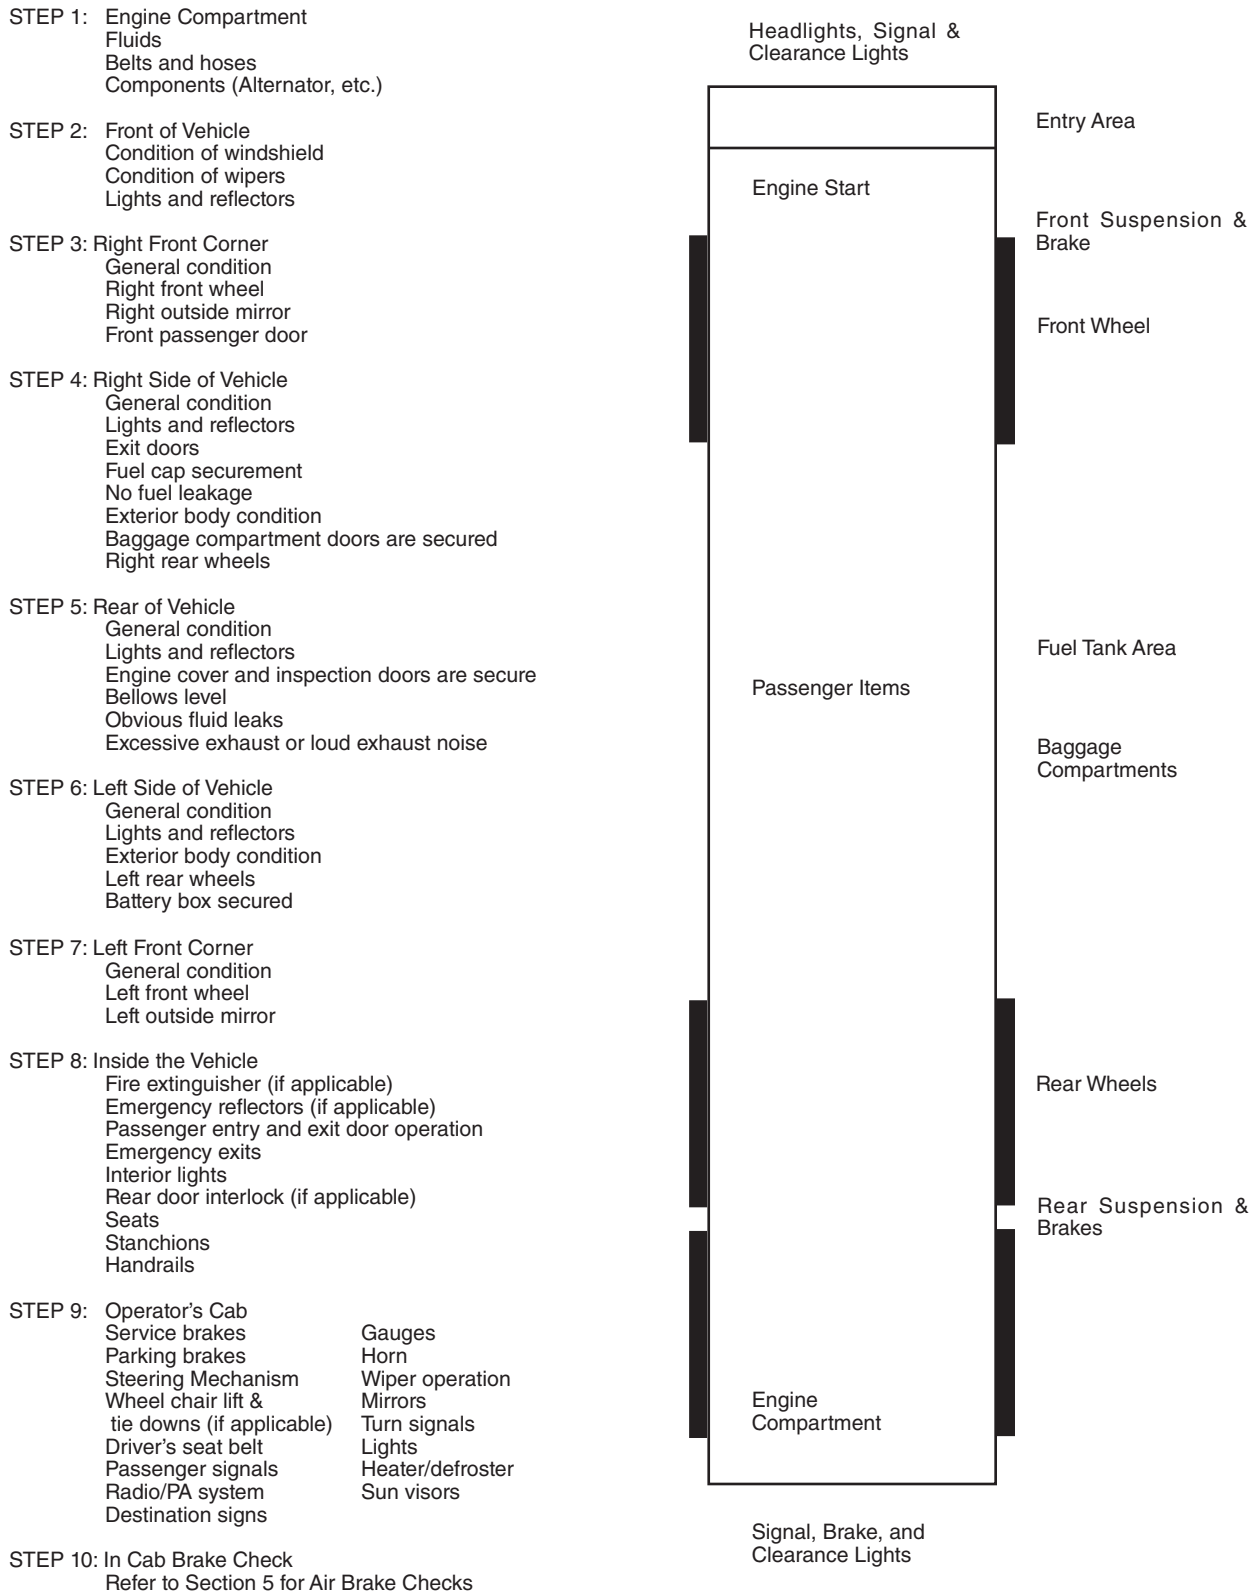 STEP 1: Engine Compartment
Fluids
Belts and hoses
Components (Alternator, etc.)
STEP 2: Front of Vehicle
Condition of windshield
Condition of wipers
Lights and reflectors
STEP 3: Right Front Corner
General condition
Right front wheel
Right outside mirror
Front passenger door
STEP 4: Right Side of Vehicle
General condition
Lights and reflectors
Exit doors
Fuel cap securement
No fuel leakage
Exterior body condition
Baggage compartment doors are secured
Right rear wheels
STEP 5: Rear of Vehicle
General condition
Lights and reflectors
Engine cover and inspection doors are secure
Bellows level
Obvious fluid leaks
Excessive exhaust or loud exhaust noise
STEP 6: Left Side of Vehicle
General condition
Lights and reflectors
Exterior body condition
Left rear wheels
Battery box secured
STEP 7: Left Front Corner
General condition
Left front wheel
Left outside mirror
STEP 8: Inside the Vehicle
Fire extinguisher (if applicable)
Emergency reflectors (if applicable)
Passenger entry and exit door operation
Emergency exits
Interior lights
Rear door interlock (if applicable)
Seats
Stanchions
Handrails
STEP 9: Operator's Cab
Service brakes
Parking brakes
Steering Mechanism
Wheel chair lift &
tie downs (if applicable)
Driver's seat belt
Passenger signals
Radio/PA system
Destination signs
Gauges
Horn
Wiper operation
Mirrors
Turn signals
Lights
Heater/defroster
Sun visors
STEP 10: In Cab Brake Check
Refer to Section 5 for Air Brake Checks
Headlights, Signal &
Clearance Lights
Entry Area
Engine Start
Front Suspension &
Brake
Front Wheel
Fuel Tank Area
Passenger Items
Baggage
Compartments
Rear Wheels
Rear Suspension &
Brakes
Engine
Compartment
Signal, Brake, and
Clearance Lights